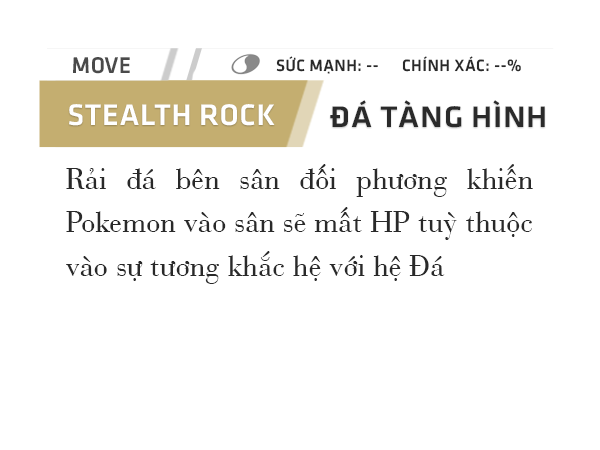 MOVE SỨC MẠNH: -- CHÍNH XÁC: --%
STEALTH ROCK ĐÁ TÀNG HÌNH
Rải đá bên sân đối phương khiến
Pokemon vào sân sẽ mất HP tuỳ thuộc
vào sự tương khắc hệ với hệ Đá